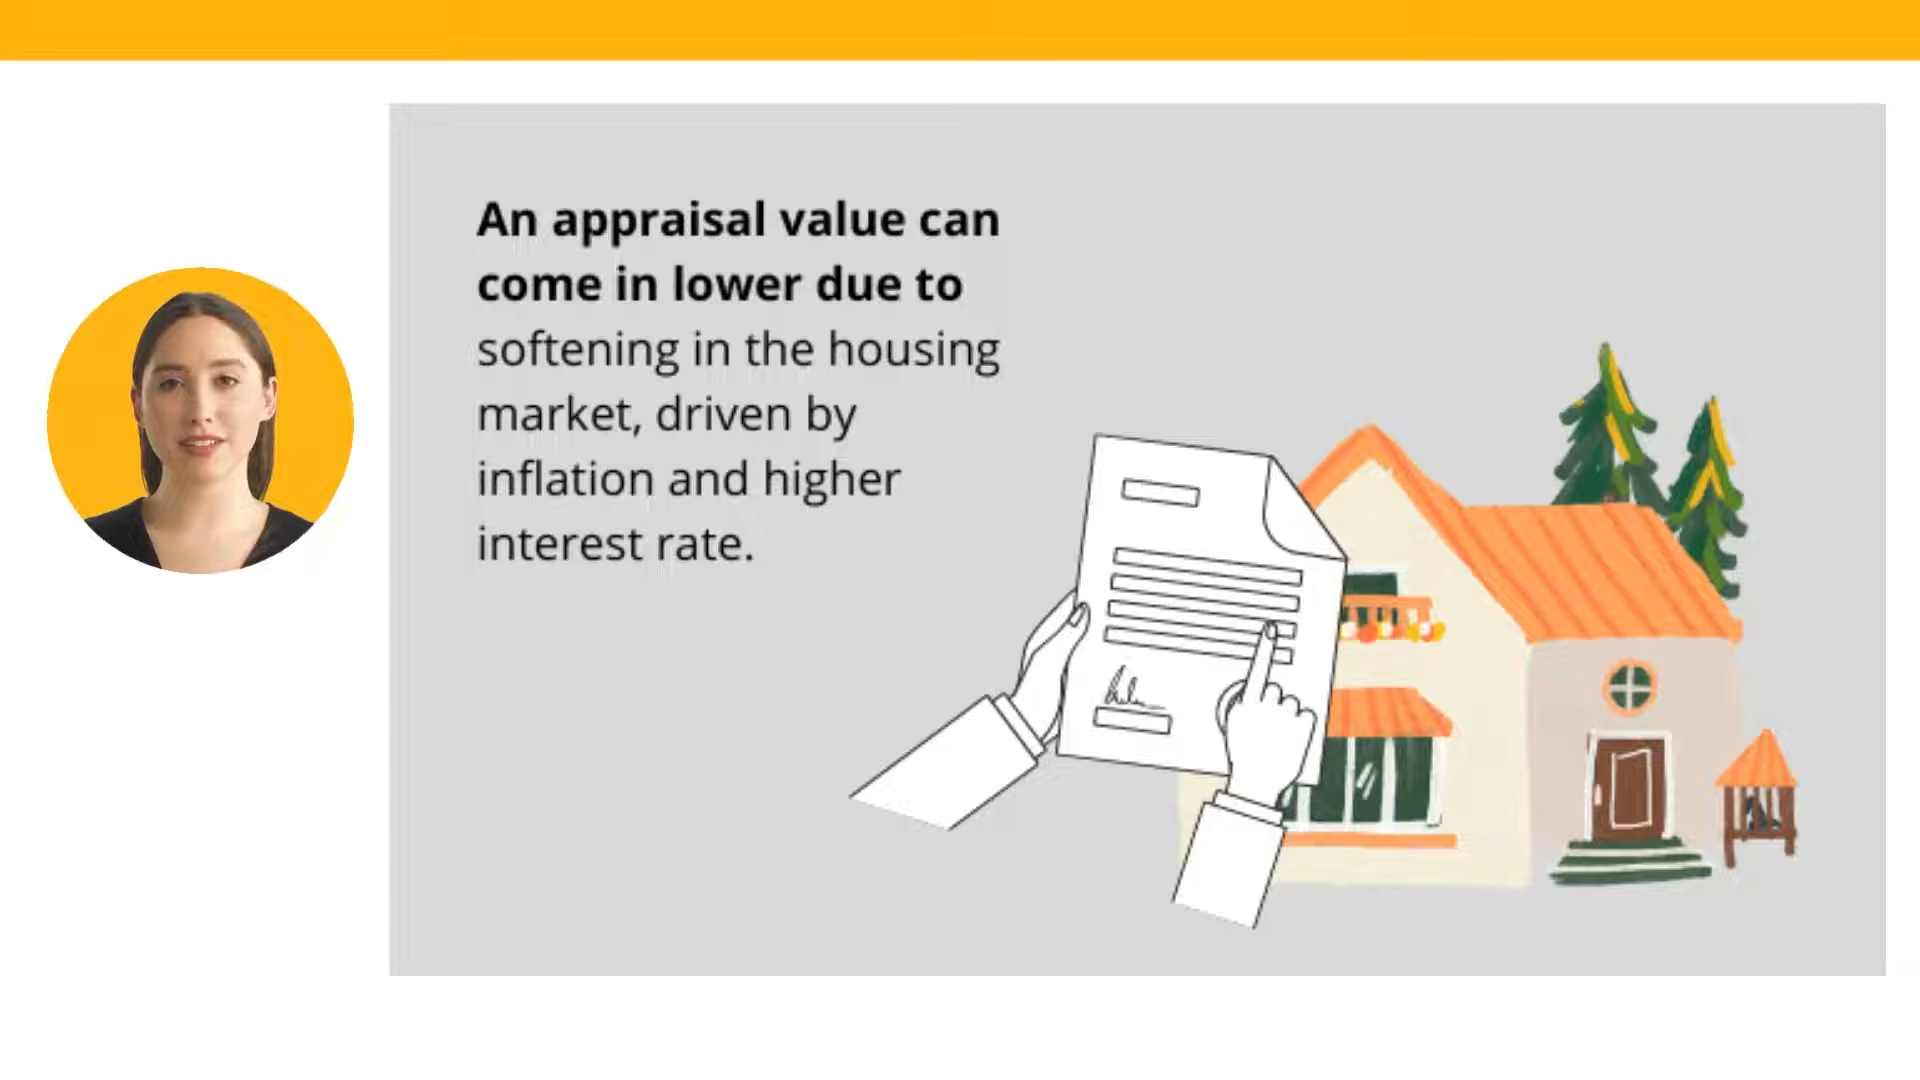 An appraisal value can
come in lower due to
softening in the housing
market, driven by
inflation and higher
interest rate.